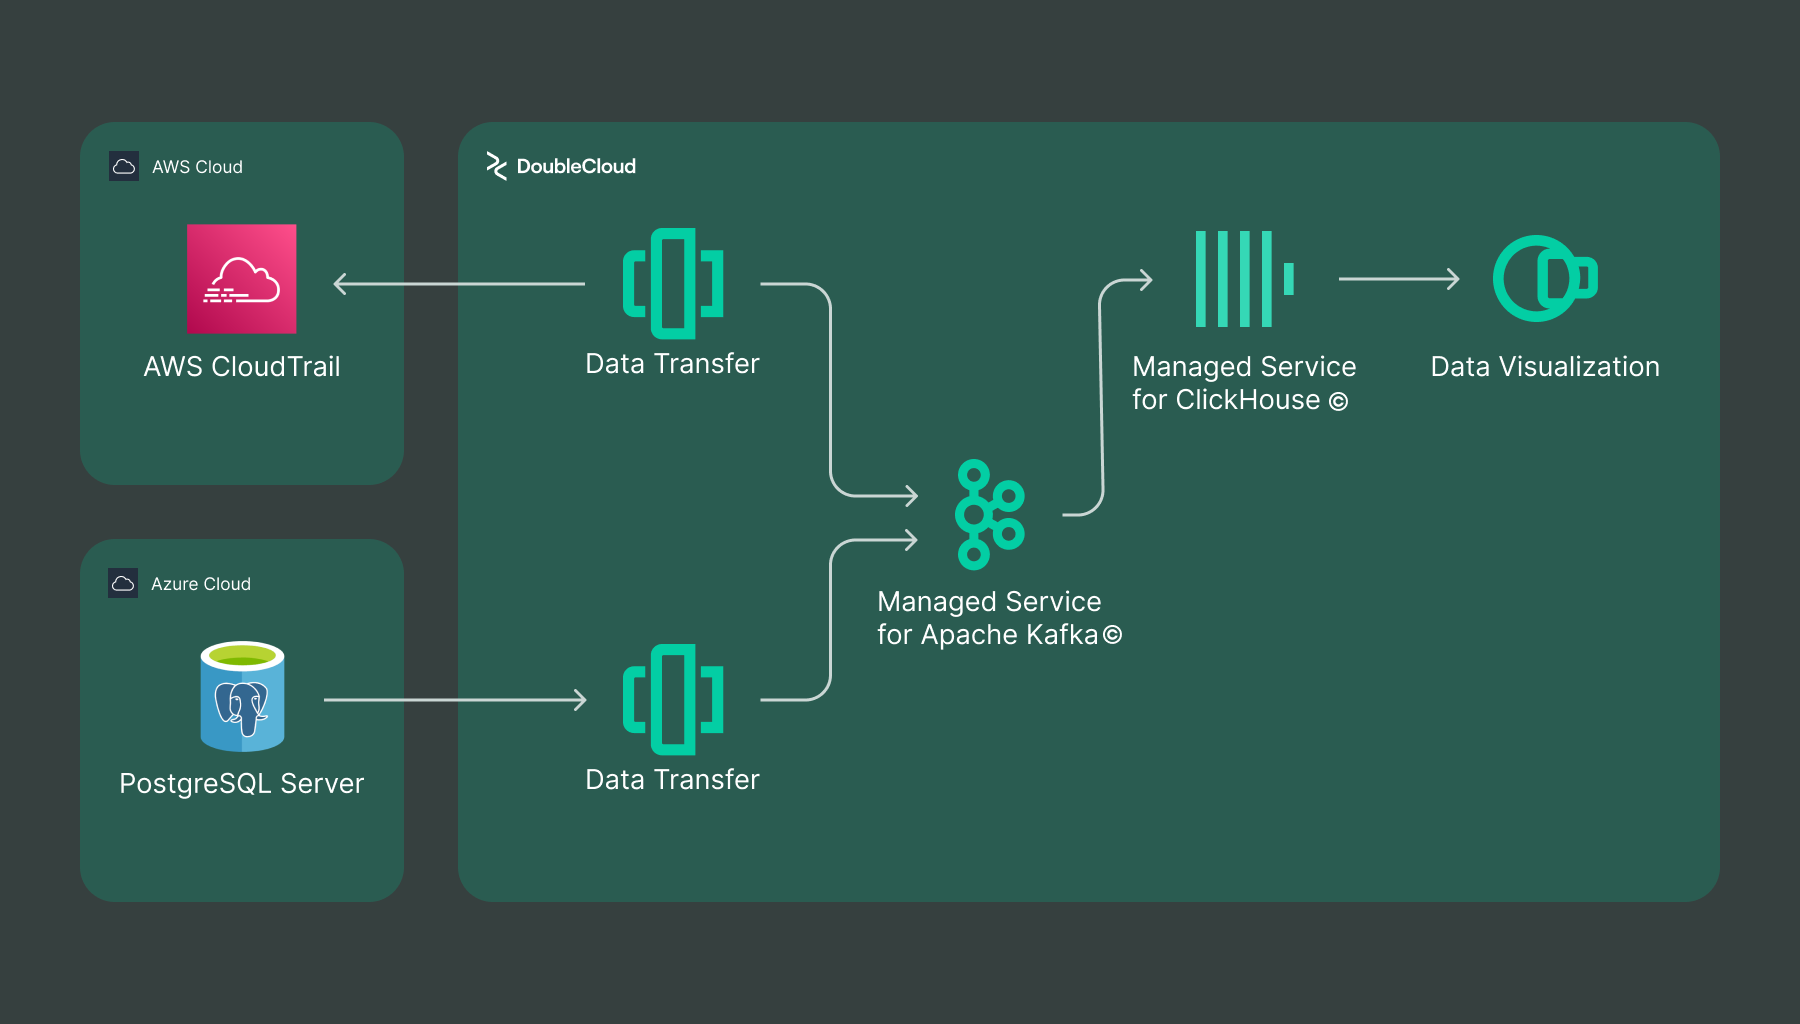 AWS Cloud
AWS CloudTrail
Azure Cloud
PostgreSQL Server
DoubleCloud
Data Transfer
Data Transfer
Managed Service
for Apache Kafka ©
Managed Service
for ClickHouse ©
Data Visualization